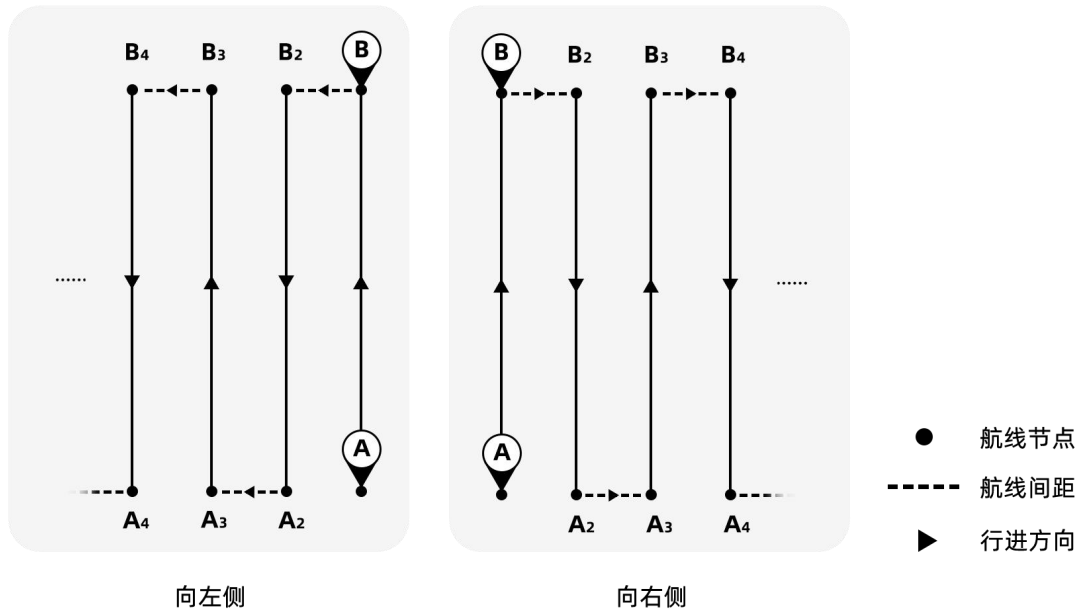 B4 B3 B2 B
B B2 B3 B4
......
......
A
A
A4 A3 A2
A2 A3 A4
航线节点
航线间距
行进方向
向左侧
向右侧